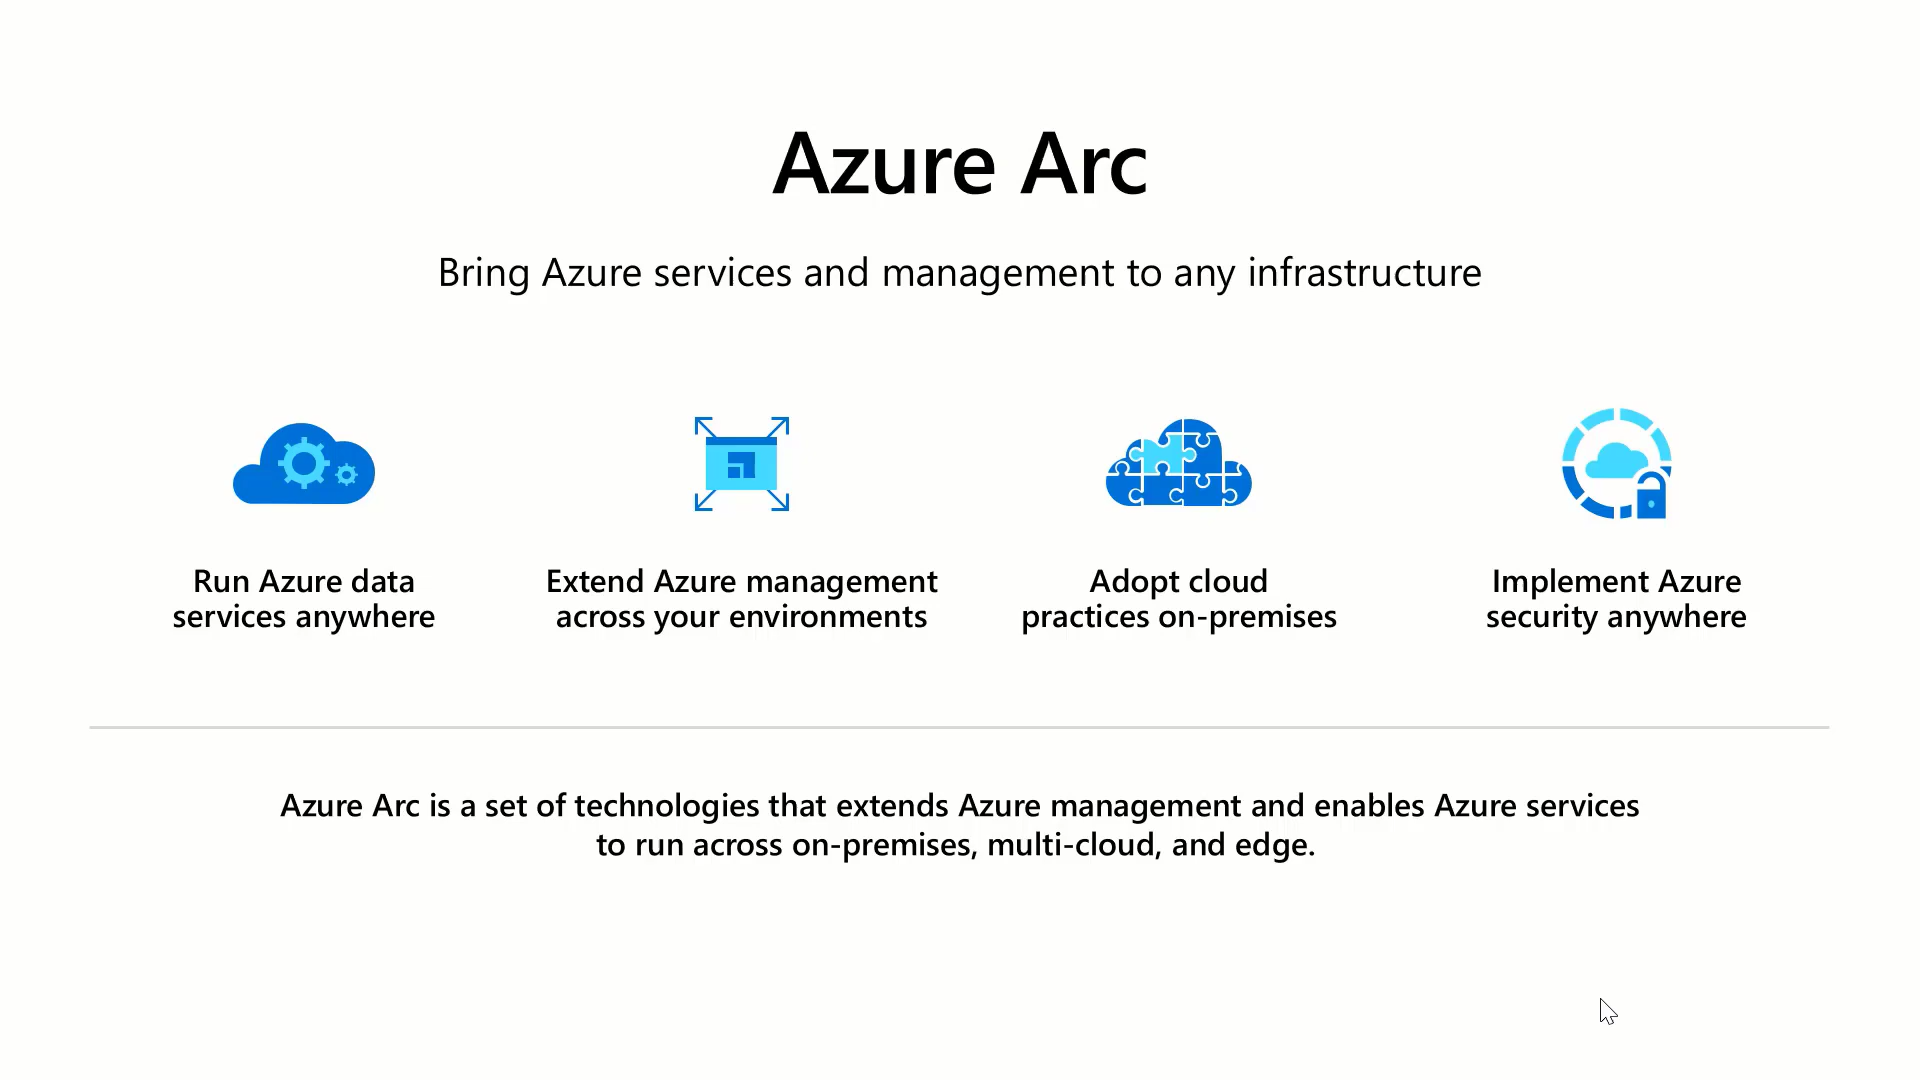 Azure Arc
Bring Azure services and management to any infrastructure
Run Azure data
services anywhere
Extend Azure management
across your environments
Adopt cloud
practices on-premises
Implement Azure
security anywhere
Azure Arc is a set of technologies that extends Azure management and enables Azure services
to run across on-premises, multi-cloud, and edge.